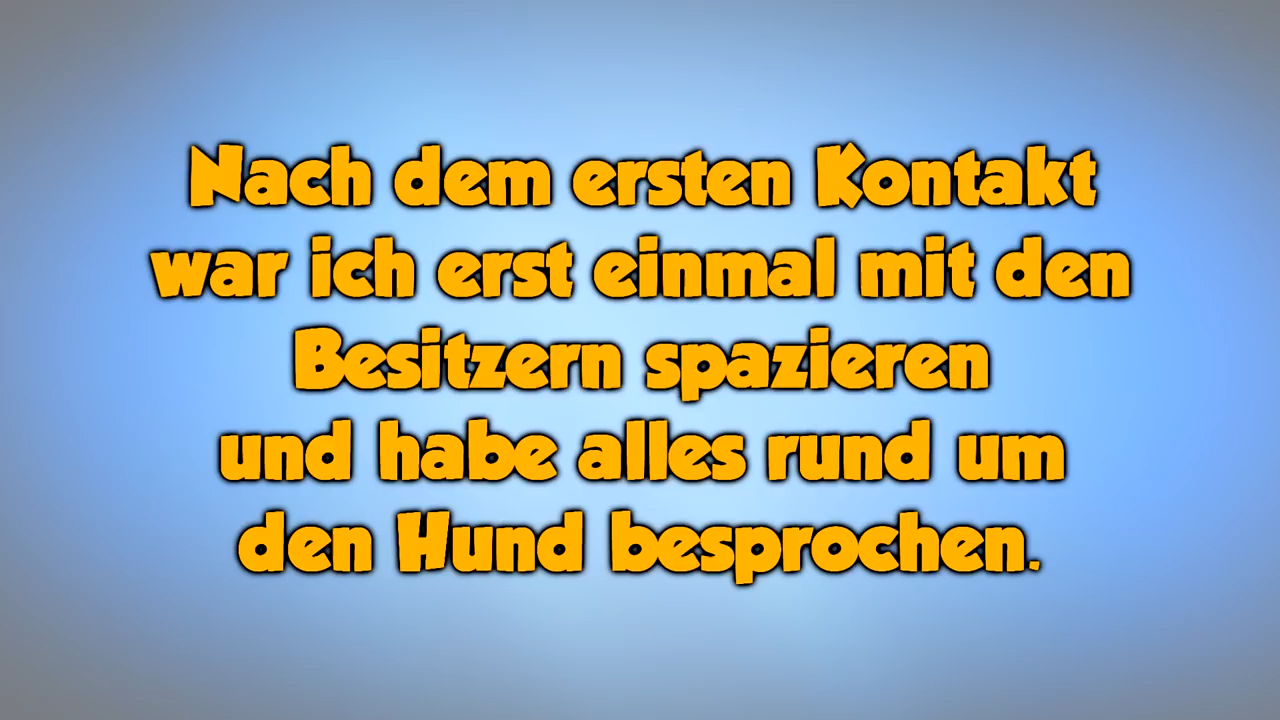 Nach dem ersten Kontakt
war ich erst einmal mit den
Besitzern spazieren
und habe alles rund um
den Hund besprochen.